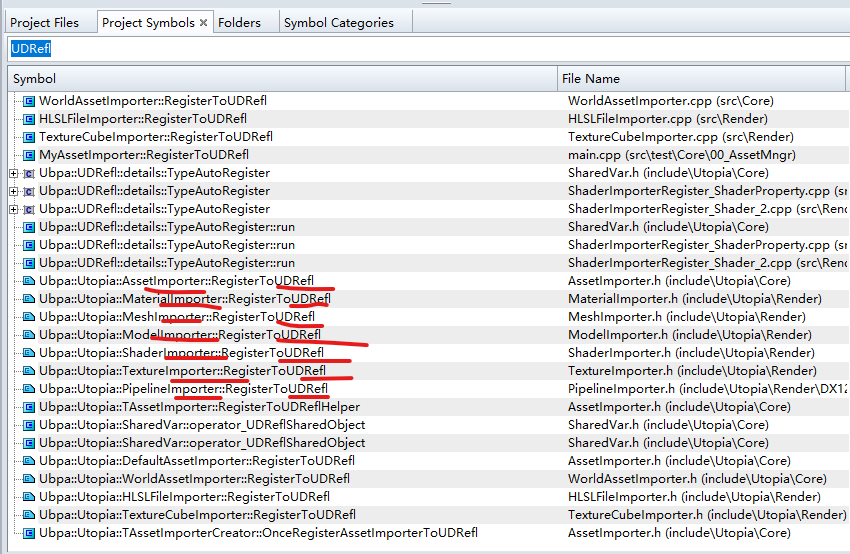 Project Files Project Symbols × Folders Symbol Categories
UDRefl
Symbol File Name
WorldAssetImporter::RegisterToUDRefl WorldAssetImporter.cpp (src\Core)
HLSLFileImporter::RegisterToUDRefl HLSLFileImporter.cpp (src\Render)
TextureCubeImporter::RegisterToUDRefl TextureCubeImporter.cpp (src\Render)
MyAssetImporter::RegisterToUDRefl main.cpp (src\test\Core\00_AssetMngr)
Ubpa::UDRefl::details::TypeAutoRegister SharedVar.h (include\Utopia\Core)
Ubpa::UDRefl::details::TypeAutoRegister ShaderImporterRegister_ShaderProperty.cpp (sr
Ubpa::UDRefl::details::TypeAutoRegister ShaderImporterRegister_Shader_2.cpp (src\Rend
Ubpa::UDRefl::details::TypeAutoRegister::run SharedVar.h (include\Utopia\Core)
Ubpa::UDRefl::details::TypeAutoRegister::run ShaderImporterRegister_ShaderProperty.cpp (sr
Ubpa::UDRefl::details::TypeAutoRegister::run ShaderImporterRegister_Shader_2.cpp (src\Rend
Ubpa::Utopia::AssetImporter::RegisterToUDRefl AssetImporter.h (include\Utopia\Core)
Ubpa::Utopia::MaterialImporter::RegisterToUDRefl MaterialImporter.h (include\Utopia\Render)
Ubpa::Utopia::MeshImporter::RegisterToUDRefl MeshImporter.h (include\Utopia\Render)
Ubpa::Utopia::ModelImporter::RegisterToUDRefl ModelImporter.h (include\Utopia\Render)
Ubpa::Utopia::ShaderImporter::RegisterToUDRefl ShaderImporter.h (include\Utopia\Render)
Ubpa::Utopia::TextureImporter::RegisterToUDRefl TextureImporter.h (include\Utopia\Render)
Ubpa::Utopia::PipelineImporter::RegisterToUDRefl PipelineImporter.h (include\Utopia\Render\DX12
Ubpa::Utopia::TAssetImporter::RegisterToUDReflHelper AssetImporter.h (include\Utopia\Core)
Ubpa::Utopia::SharedVar::operator_UDReflSharedObject SharedVar.h (include\Utopia\Core)
Ubpa::Utopia::SharedVar::operator_UDReflSharedObject SharedVar.h (include\Utopia\Core)
Ubpa::Utopia::DefaultAssetImporter::RegisterToUDRefl AssetImporter.h (include\Utopia\Core)
Ubpa::Utopia::WorldAssetImporter::RegisterToUDRefl WorldAssetImporter.h (include\Utopia\Core)
Ubpa::Utopia::HLSLFileImporter::RegisterToUDRefl HLSLFileImporter.h (include\Utopia\Render)
Ubpa::Utopia::TextureCubeImporter::RegisterToUDRefl TextureCubeImporter.h (include\Utopia\Render)
Ubpa::Utopia::TAssetImporterCreator::OnceRegisterAssetImporterToUDRefl AssetImporter.h (include\Utopia\Core)